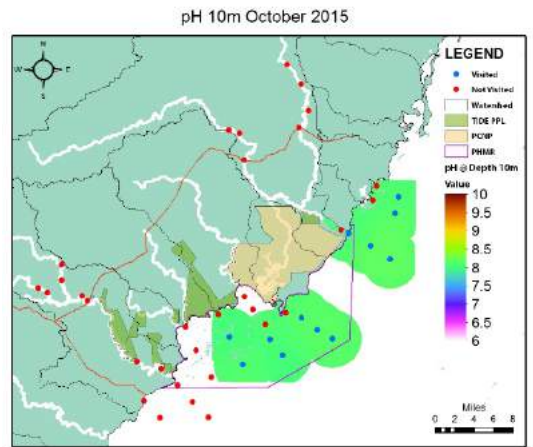 pH 10m October 2015
N
W E
S
LEGEND
Visited
Not Visited
Watershed
TIDE PPL
PCNP
PHMR
pH @ Depth 10m
Value
10
9.5
9
8.5
8
7.5
7
6.5
6
Miles
0 2 4 6 8